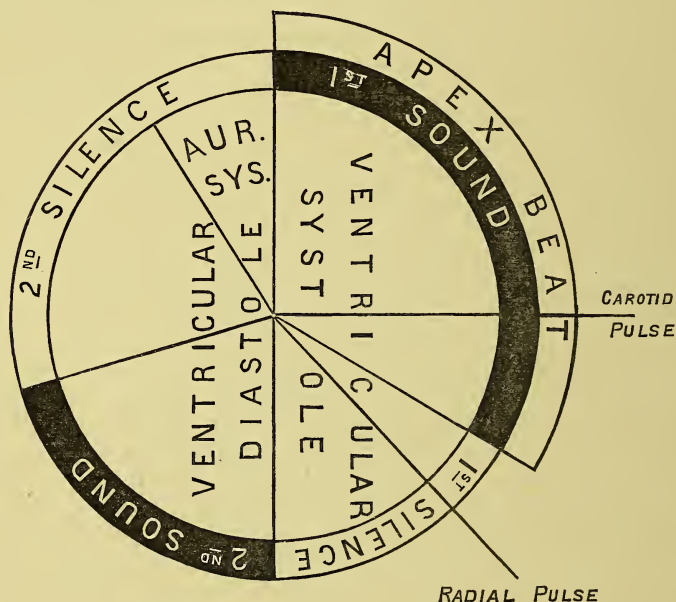 APEX BEAT
1ST SOUND
2ND SILENCE
AUR.
SYS.
VENTRICULAR
SYSTOLE
VENTRICULAR
DIASTOLE
CAROTID
PULSE
1ST SILENCE
2ND SOUND
RADIAL PULSE